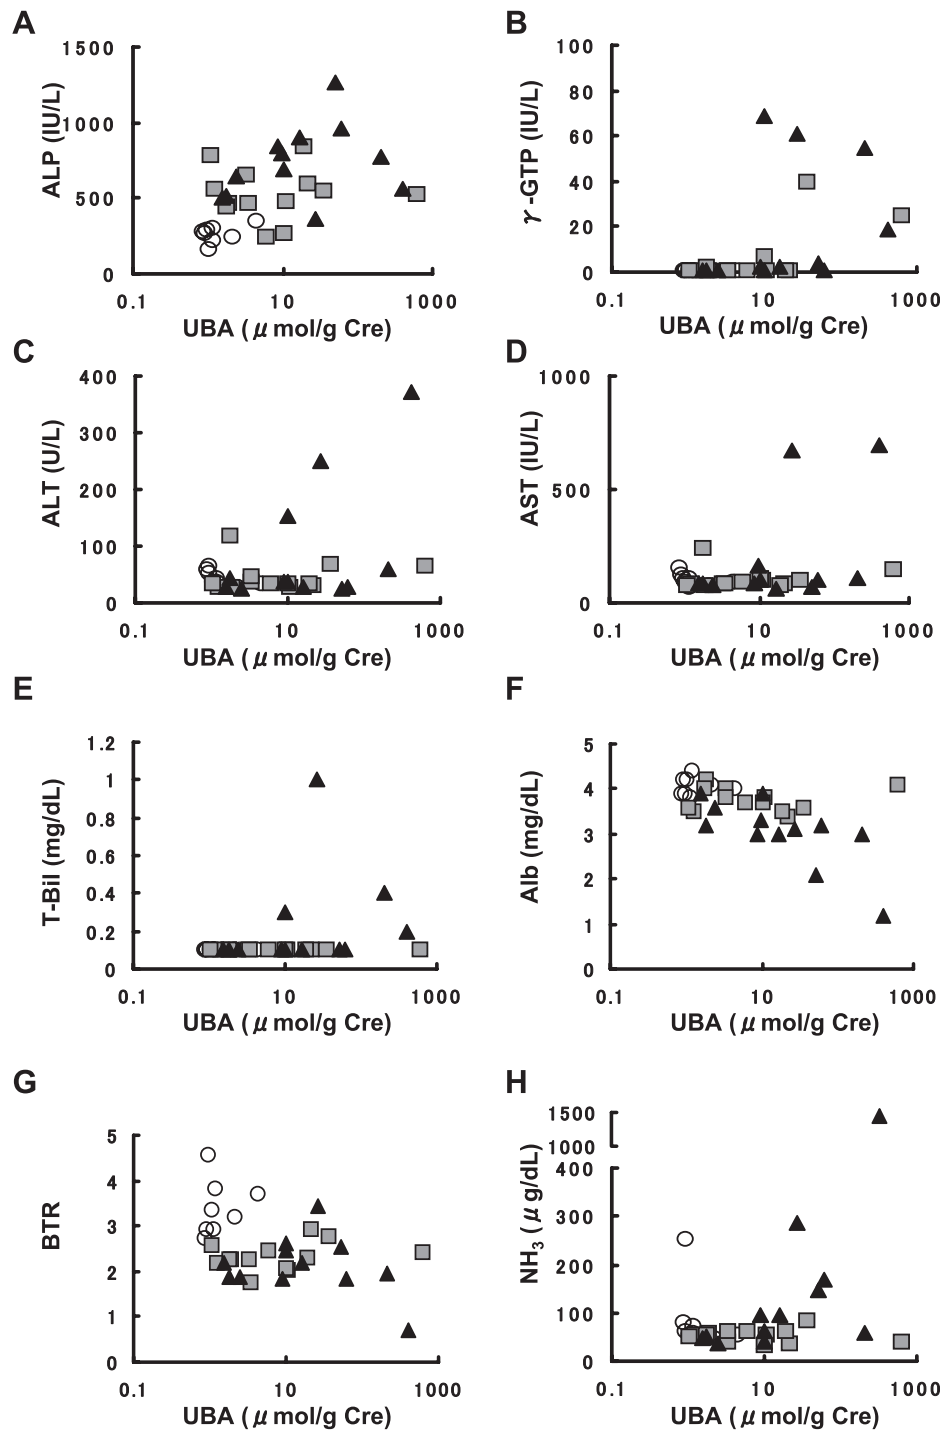 A
ALP (IU/L)
1500
1000
500
0
0.1 10 1000
UBA ( μ mol/g Cre)
B
γ -GTP (IU/L)
100
80
60
40
20
0
0.1 10 1000
UBA ( μ mol/g Cre)
C
ALT (U/L)
400
300
200
100
0
0.1 10 1000
UBA ( μ mol/g Cre)
D
AST (IU/L)
1000
500
0
0.1 10 1000
UBA ( μ mol/g Cre)
E
T-Bil (mg/dL)
1.2
1
0.8
0.6
0.4
0.2
0
0.1 10 1000
UBA ( μ mol/g Cre)
F
Alb (mg/dL)
5
4
3
2
1
0
0.1 10 1000
UBA ( μ mol/g Cre)
G
BTR
5
4
3
2
1
0
0.1 10 1000
UBA ( μ mol/g Cre)
H
NH3 ( μ g/dL)
1500
1000
400
300
200
100
0
0.1 10 1000
UBA ( μ mol/g Cre)